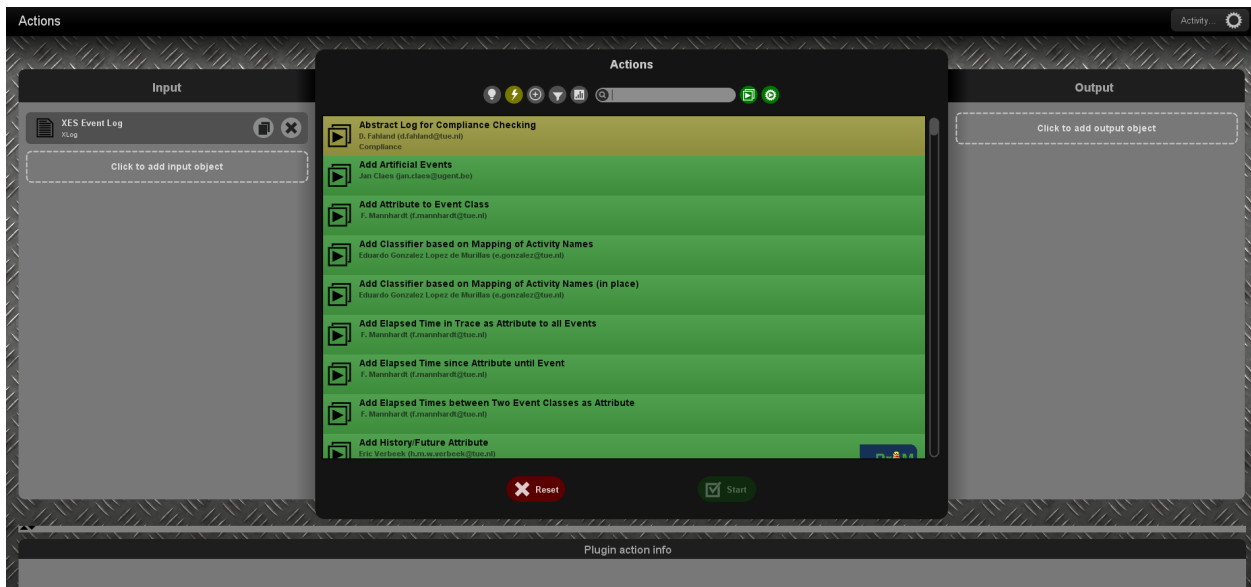 Actions
Activity...
Actions
Input
Output
XES Event Log
XLog
Click to add input object
Click to add output object
Abstract Log for Compliance Checking
D. Fahland (d.fahland@tue.nl)
Compliance
Add Artificial Events
Jan Claes (jan.claes@ugent.be)
Add Attribute to Event Class
F. Mannhardt (f.mannhardt@tue.nl)
Add Classifier based on Mapping of Activity Names
Eduardo Gonzalez Lopez de Murillas (e.gonzalez@tue.nl)
Add Classifier based on Mapping of Activity Names (in place)
Eduardo Gonzalez Lopez de Murillas (e.gonzalez@tue.nl)
Add Elapsed Time in Trace as Attribute to all Events
F. Mannhardt (f.mannhardt@tue.nl)
Add Elapsed Time since Attribute until Event
F. Mannhardt (f.mannhardt@tue.nl)
Add Elapsed Times between Two Event Classes as Attribute
F. Mannhardt (f.mannhardt@tue.nl)
Add History/Future Attribute
Eric Verbeek (h.m.w.verbeek@tue.nl)
Reset
Start
Plugin action info